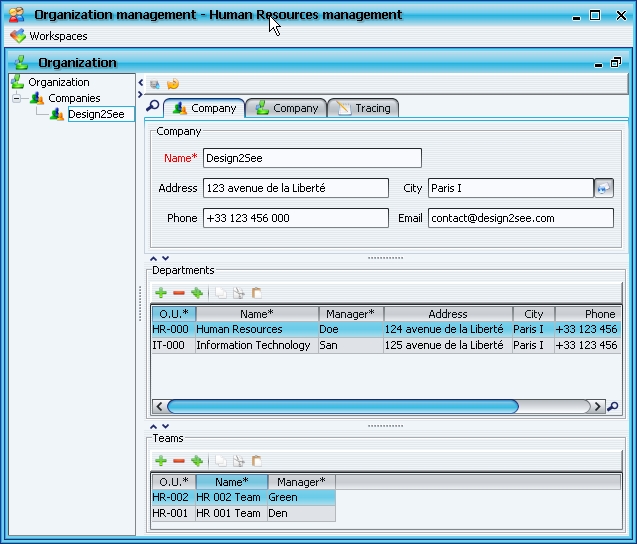 Organization management - Human Resources management
Workspaces
Organization
Organization
Companies
Design2See
Company Company Tracing
Company
Name* Design2See
Address 123 avenue de la Liberté City Paris I
Phone +33 123 456 000 Email contact@design2see.com
Departments
O.U.* Name* Manager* Address City Phone
HR-000 Human Resources Doe 124 avenue de la Liberté Paris I +33 123 456
IT-000 Information Technology San 125 avenue de la Liberté Paris I +33 123 456
Teams
O.U.* Name* Manager*
HR-002 HR 002 Team Green
HR-001 HR 001 Team Den